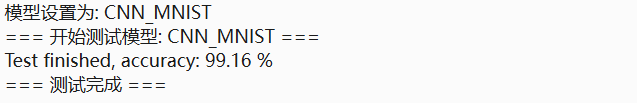 模型设置为: CNN_MNIST
=== 开始测试模型: CNN_MNIST ===
Test finished, accuracy: 99.16 %
=== 测试完成 ===